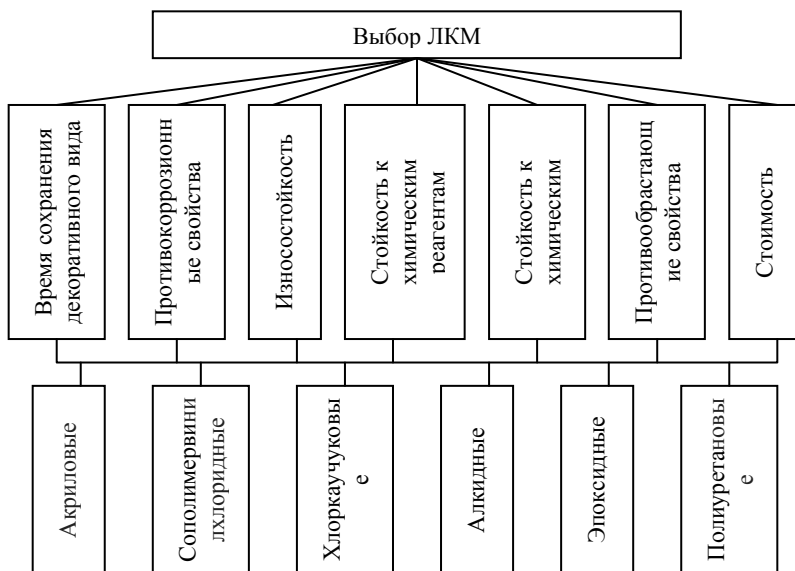 Выбор ЛКМ
Время сохранения
декоративного вида
Противокоррозионн
ые свойства
Износостойкость
Стойкость к
химическим
реагентам
Стойкость к
химическим
Противообрастающ
ие свойства
Стоимость
Акриловые
Сополимервини
лхлоридные
Хлоркаучуковы
е
Алкидные
Эпоксидные
Полиуретановы
е